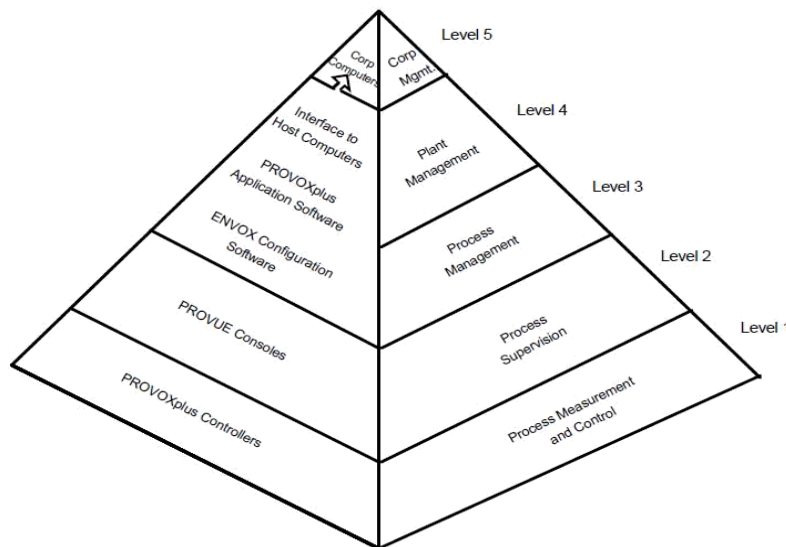 Level 5
Corp
Computers
Corp
Mgmt.
Level 4
Interface to
Host Computers
Plant
Management
PROVOXplus
Application Software
Level 3
ENVOX Configuration
Software
Process
Management
Level 2
PROVUE Consoles
Process
Supervision
Level 1
PROVOXplus Controllers
Process Measurement
and Control